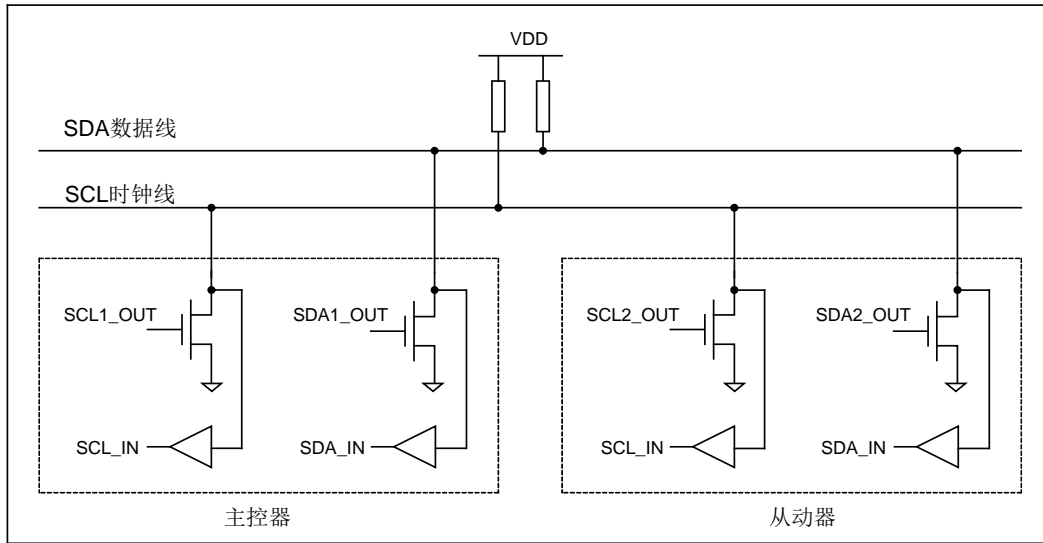 VDD
SDA数据线
SCL时钟线
SCL1_OUT
SDA1_OUT
SCL2_OUT
SDA2_OUT
SCL_IN
SDA_IN
SCL_IN
SDA_IN
主控器
从动器